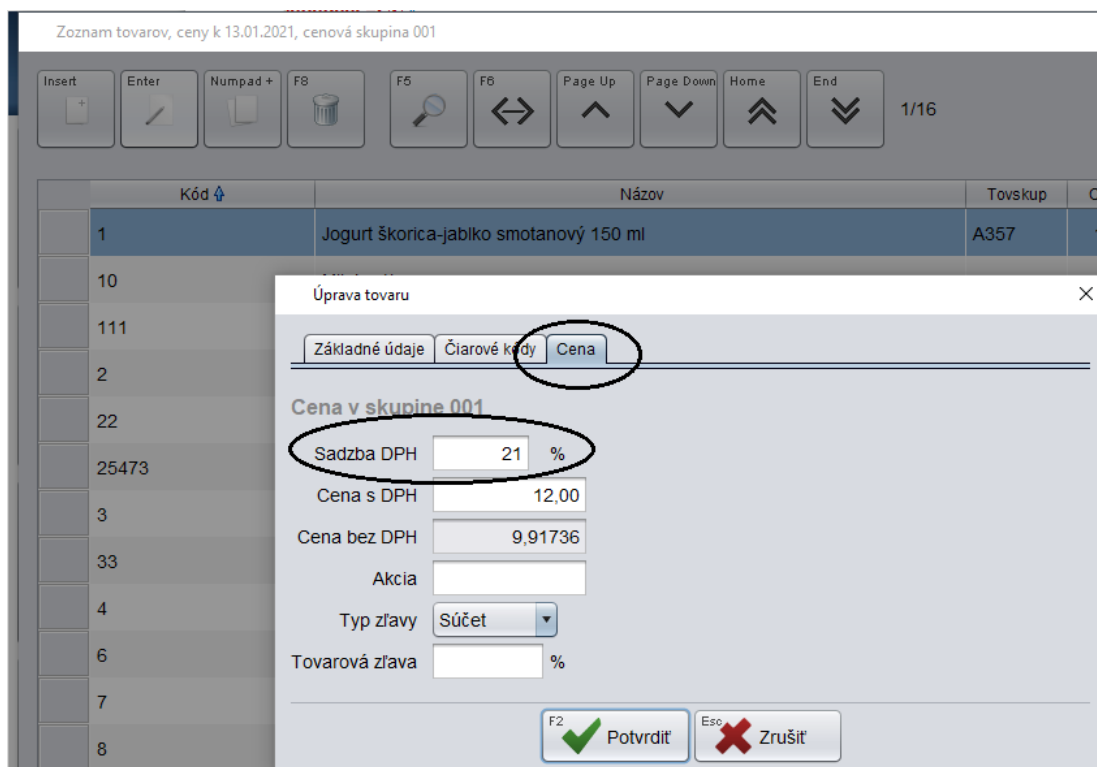 Zoznam tovarov, ceny k 13.01.2021, cenová skupina 001
Insert Enter Numpad + F8 F5 F6 Page Up Page Down Home End
1/16
Kód Názov Tovskup
1 Jogurt škorica-jablko smotanový 150 ml A357
10
111
2
22
25473
3
33
4
6
7
8
Úprava tovaru
Základné údaje Čiarové kódy Cena
Cena v skupine 001
Sadzba DPH 21 %
Cena s DPH 12,00
Cena bez DPH 9,91736
Akcia
Typ zľavy Súčet
Tovarová zľava %
F2 Potvrdiť Esc Zrušiť